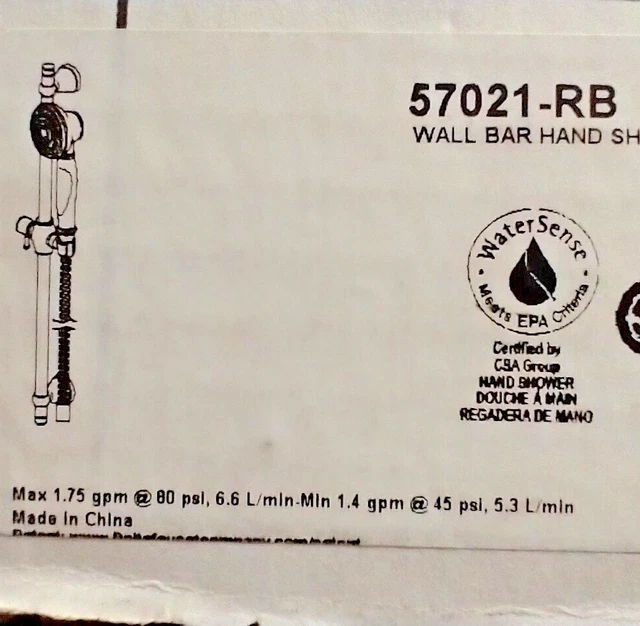 57021-RB
WALL BAR HAND SH
WaterSense
Meets EPA Criteria
Certified by
CSA Group
HAND SHOWER
DOUCHE À MAIN
REGADERA DE MANO
Max 1.75 gpm @ 80 psi, 6.6 L/min-Min 1.4 gpm @ 45 psi, 5.3 L/min
Made in China